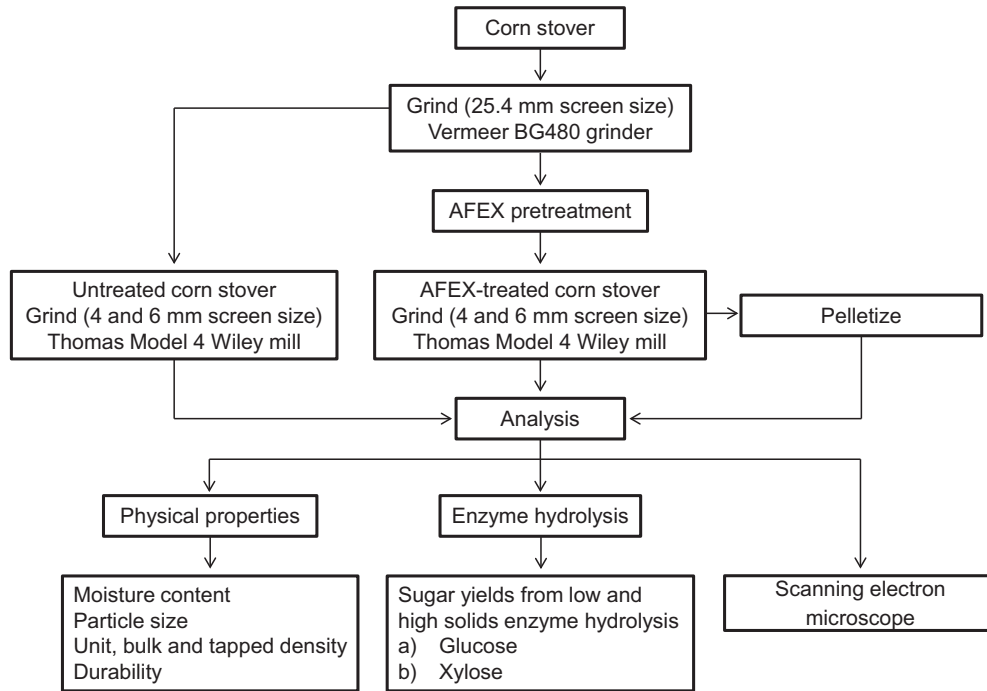 Corn stover
Grind (25.4 mm screen size)
Vermeer BG480 grinder
AFEX pretreatment
Untreated corn stover
Grind (4 and 6 mm screen size)
Thomas Model 4 Wiley mill
AFEX-treated corn stover
Grind (4 and 6 mm screen size)
Thomas Model 4 Wiley mill
Pelletize
Analysis
Physical properties
Enzyme hydrolysis
Moisture content
Particle size
Unit, bulk and tapped density
Durability
Sugar yields from low and
high solids enzyme hydrolysis
a) Glucose
b) Xylose
Scanning electron
microscope